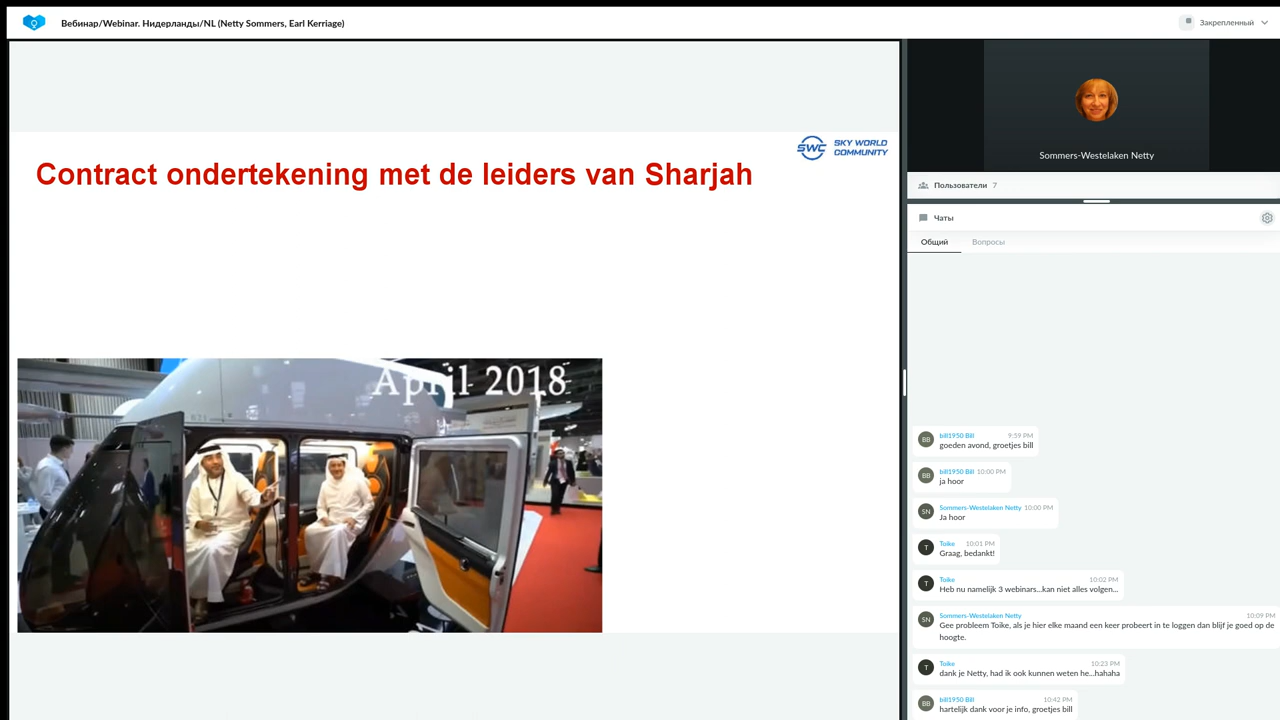 Вебинар/Webinar. Нидерланды/NL (Netty Sommers, Earl Kerriage)
Закрепленный
SWC SKY WORLD
COMMUNITY
Contract ondertekening met de leiders van Sharjah
April 2018
Sommers-Westelaken Netty
Пользователи 7
Чаты
Общий Вопросы
BB bill1950 Bill 9:59 PM
goeden avond, groetjes bill
BB bill1950 Bill 10:00 PM
ja hoor
SN Sommers-Westelaken Netty 10:00 PM
Ja hoor
T Toike 10:01 PM
Graag, bedankt!
T Toike 10:02 PM
Heb nu namelijk 3 webinars...kan niet alles volgen...
SN Sommers-Westelaken Netty 10:09 PM
Gee probleem Toike, als je hier elke maand een keer probeert in te loggen dan blijf je goed op de
hoogte.
T Toike 10:23 PM
dank je Netty, had ik ook kunnen weten he...hahaha
BB bill1950 Bill 10:42 PM
hartelijk dank voor je info, groetjes bill